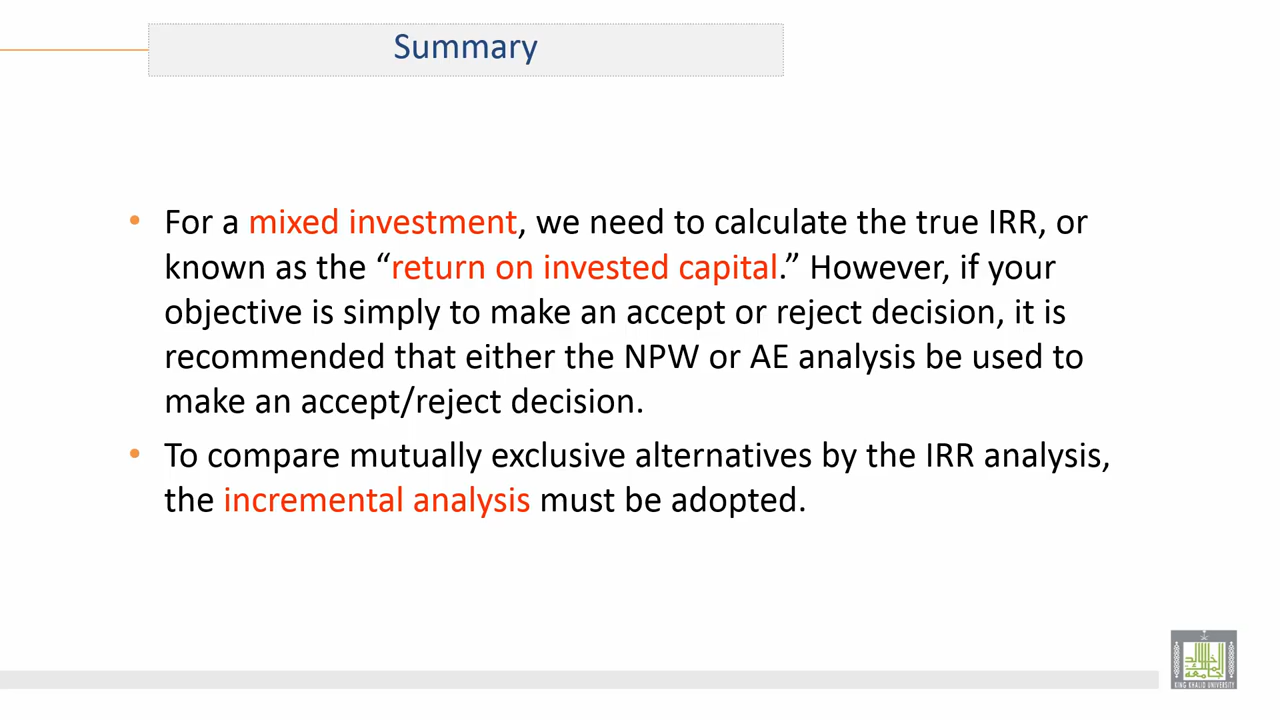 Summary
• For a mixed investment, we need to calculate the true IRR, or
known as the “return on invested capital.” However, if your
objective is simply to make an accept or reject decision, it is
recommended that either the NPW or AE analysis be used to
make an accept/reject decision.
• To compare mutually exclusive alternatives by the IRR analysis,
the incremental analysis must be adopted.
KING KHALID UNIVERSITY